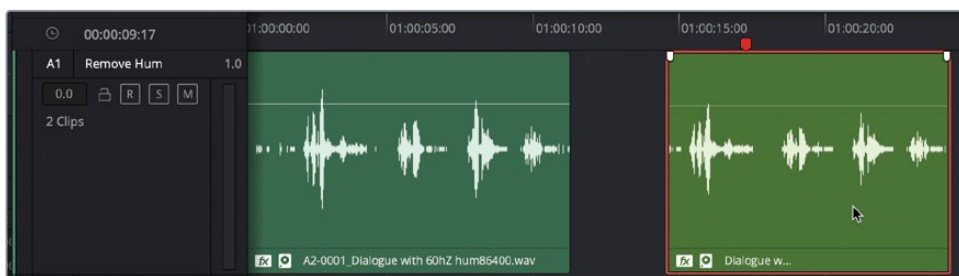 00:00:09:17
01:00:00:00
01:00:05:00
01:00:10:00
01:00:15:00
01:00:20:00
A1 Remove Hum 1.0
0.0 R S M
2 Clips
fx A2-0001_Dialogue with 60hZ hum86400.wav
fx Dialogue w...